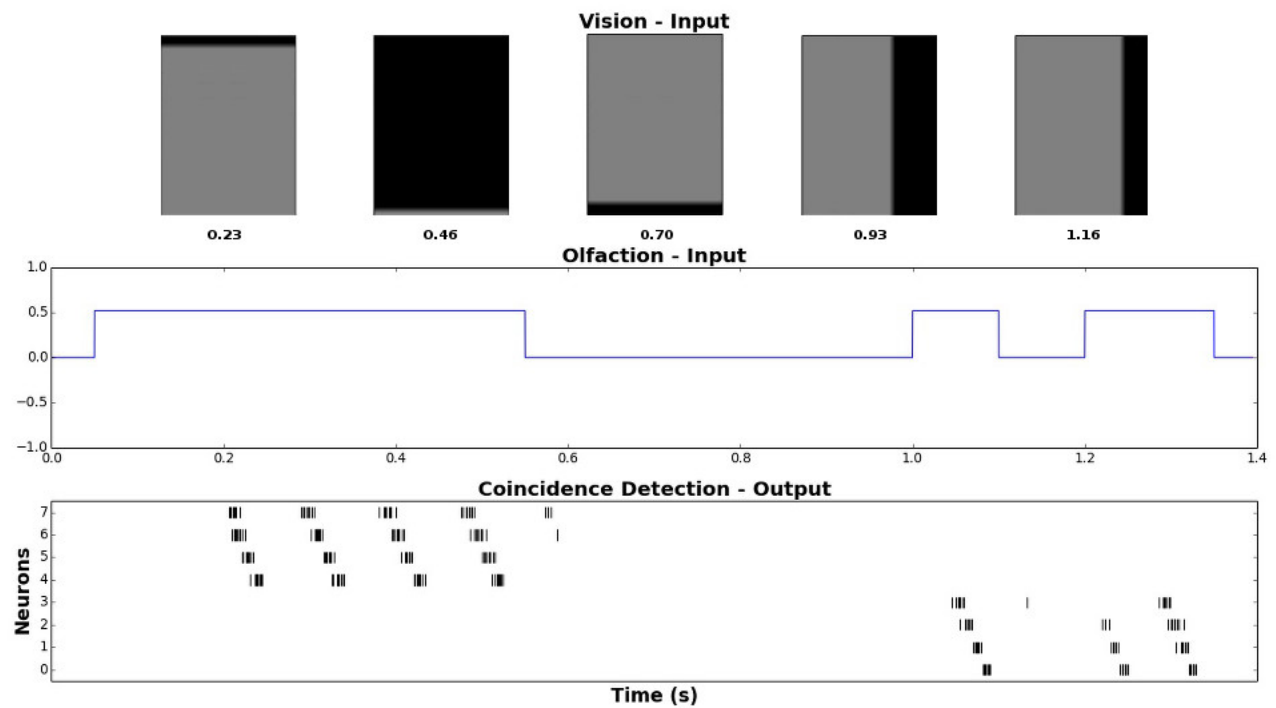 Vision - Input
0.23 0.46 0.70 0.93 1.16
Olfaction - Input
1.0
0.5
0.0
−0.5
−1.0
0.0 0.2 0.4 0.6 0.8 1.0 1.2 1.4
Coincidence Detection - Output
Neurons
7
6
5
4
3
2
1
0
Time (s)